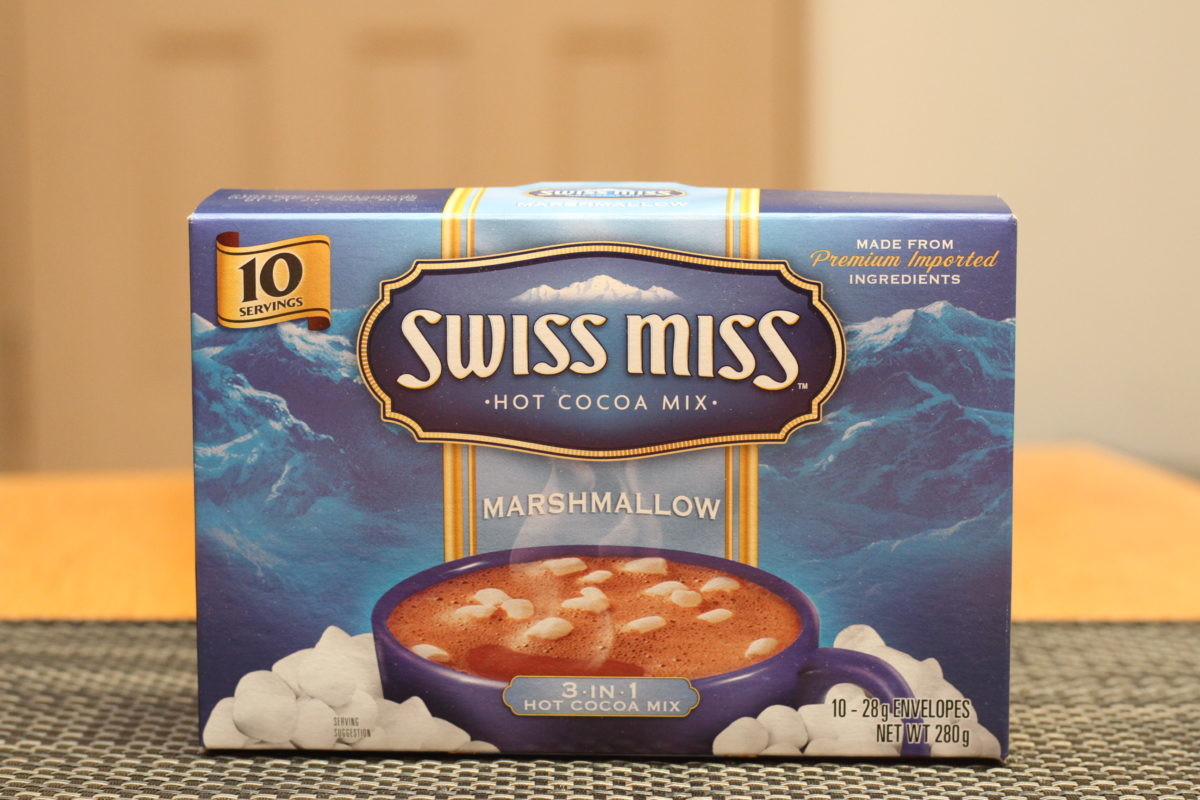 SWISS MISS
MARSHMALLOW
10
SERVINGS
MADE FROM
Premium Imported
INGREDIENTS
SWISS MISS
TM
·HOT COCOA MIX·
MARSHMALLOW
3·IN·1
HOT COCOA MIX
SERVING
SUGGESTION
10 - 28g ENVELOPES
NET WT 280g